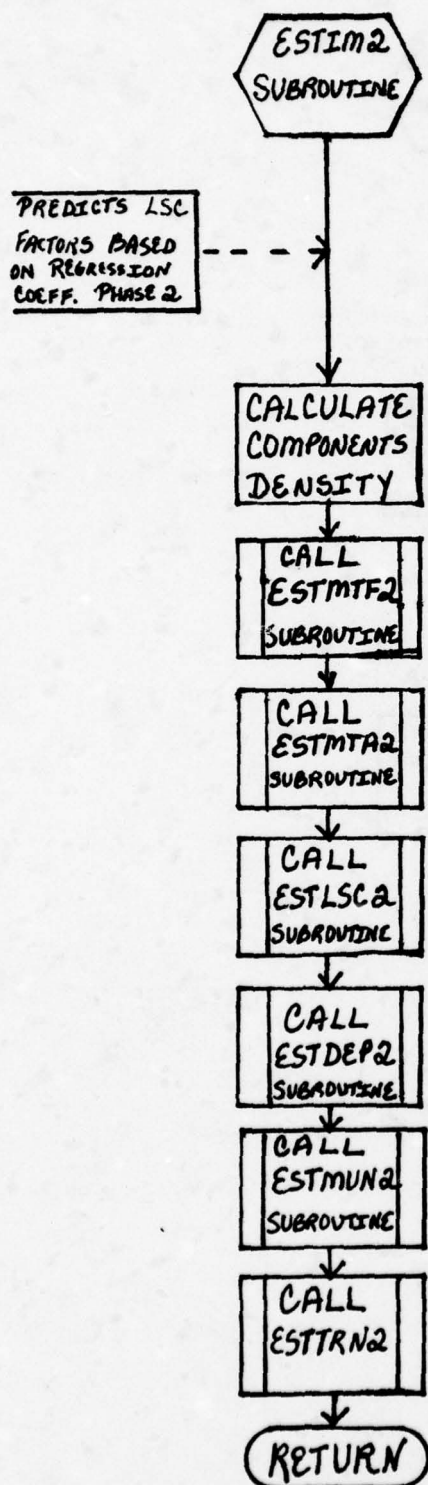 ESTIM2
SUBROUTINE
PREDICTS LSC
FACTORS BASED
ON REGRESSION
COEFF. PHASE 2
CALCULATE
COMPONENTS
DENSITY
CALL
ESTMTF2
SUBROUTINE
CALL
ESTMTA2
SUBROUTINE
CALL
ESTLSC2
SUBROUTINE
CALL
ESTDEP2
SUBROUTINE
CALL
ESTMUN2
SUBROUTINE
CALL
ESTTRN2
RETURN